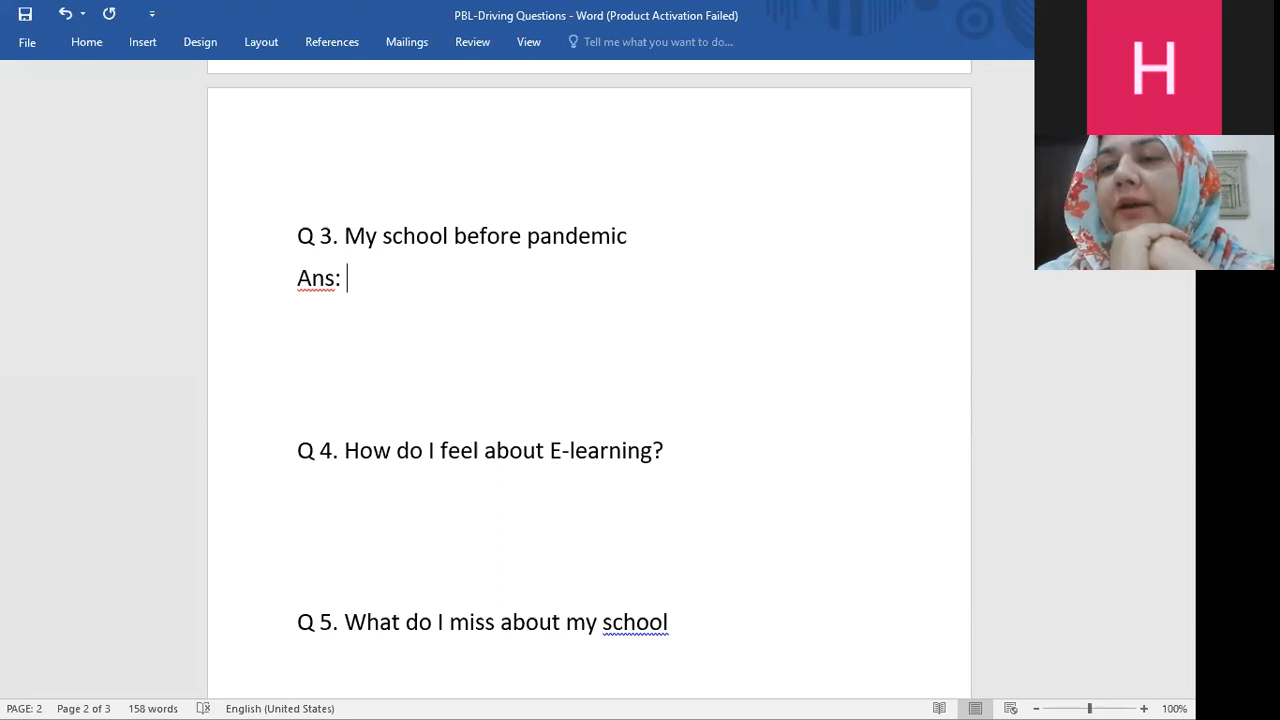 PBL-Driving Questions - Word (Product Activation Failed)
File Home Insert Design Layout References Mailings Review View Tell me what you want to do...
H
Q 3. My school before pandemic
Ans:
Q 4. How do I feel about E-learning?
Q 5. What do I miss about my school
PAGE: 2 Page 2 of 3 158 words English (United States) 100%